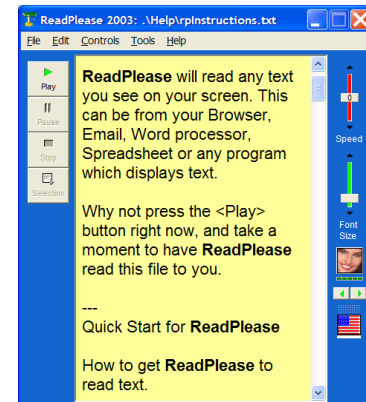 ReadPlease 2003: .\Help\rpInstructions.txt
File Edit Controls Tools Help
Play
Pause
Stop
Selection
ReadPlease will read any text
you see on your screen. This
can be from your Browser,
Email, Word processor,
Spreadsheet or any program
which displays text.
Why not press the <Play>
button right now, and take a
moment to have ReadPlease
read this file to you.
---
Quick Start for ReadPlease
How to get ReadPlease to
read text.
0
Speed
Font
Size